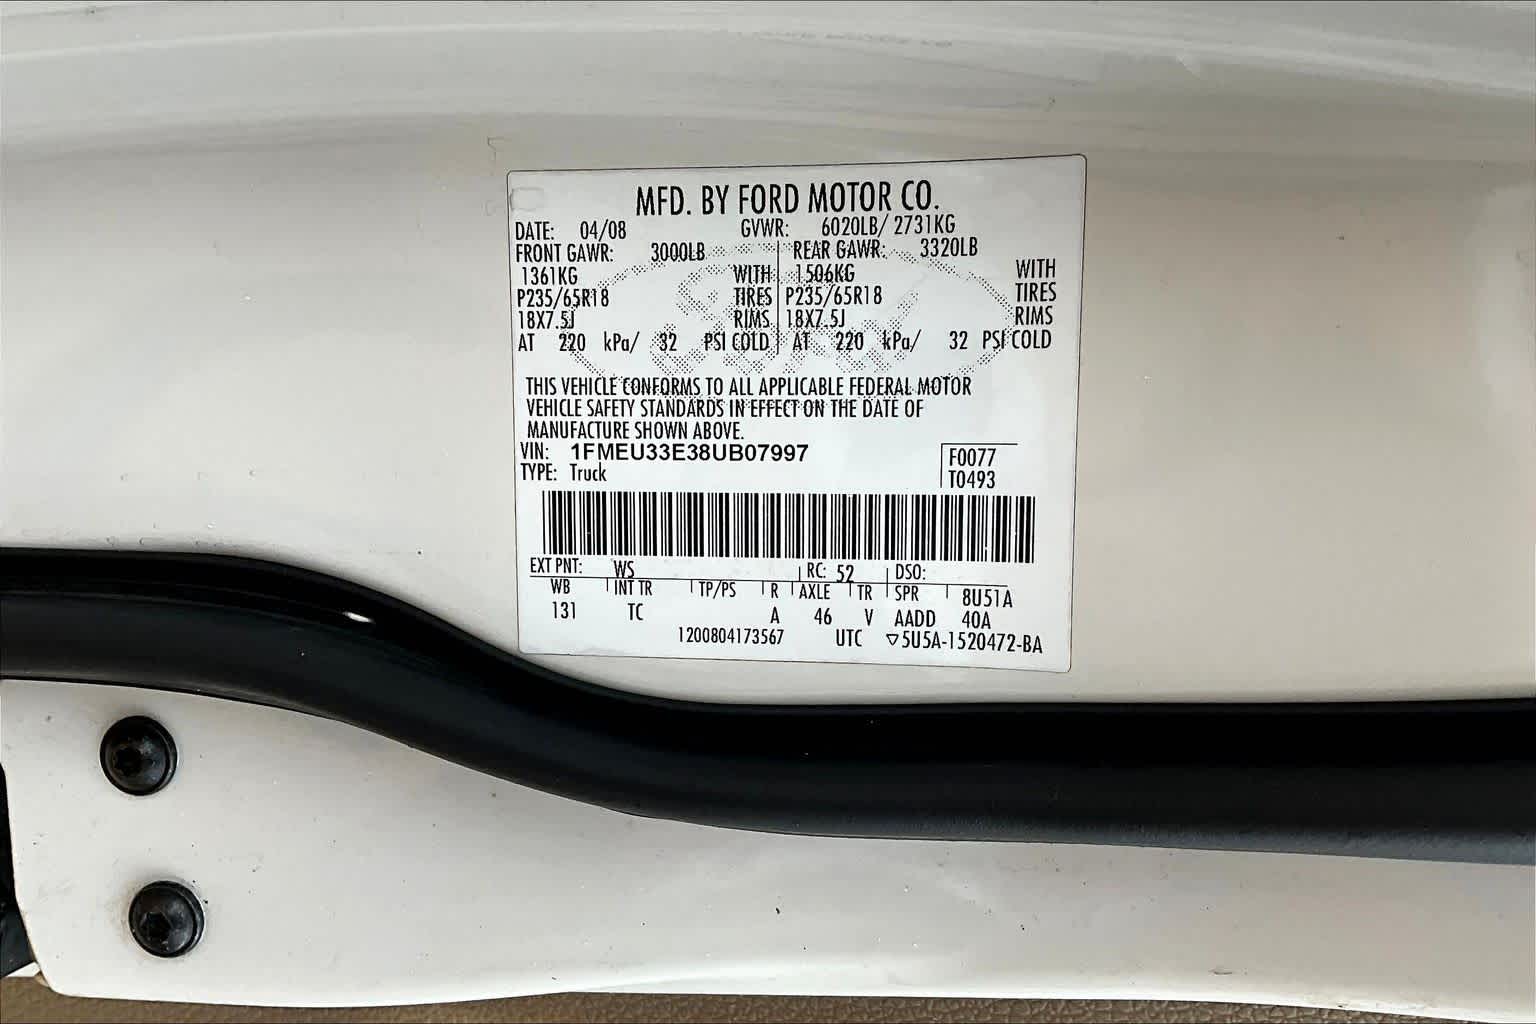 MFD. BY FORD MOTOR CO.
DATE: 04/08 GVWR: 6020LB/ 2731KG
FRONT GAWR: 3000LB REAR GAWR: 3320LB
1361KG WITH 1506KG WITH
P235/65R18 TIRES P235/65R18 TIRES
18X7.5J RIMS 18X7.5J RIMS
AT 220 kPa/ 32 PSI COLD AT 220 kPa/ 32 PSI COLD
THIS VEHICLE CONFORMS TO ALL APPLICABLE FEDERAL MOTOR
VEHICLE SAFETY STANDARDS IN EFFECT ON THE DATE OF
MANUFACTURE SHOWN ABOVE.
VIN: 1FMEU33E38UB07997 F0077
TYPE: Truck T0493
EXT PNT: WS RC: 52 DSO:
WB INT TR TP/PS R AXLE TR SPR 8U51A
131 TC A 46 V AADD 40A
1200804173567 UTC ▽5U5A-1520472-BA